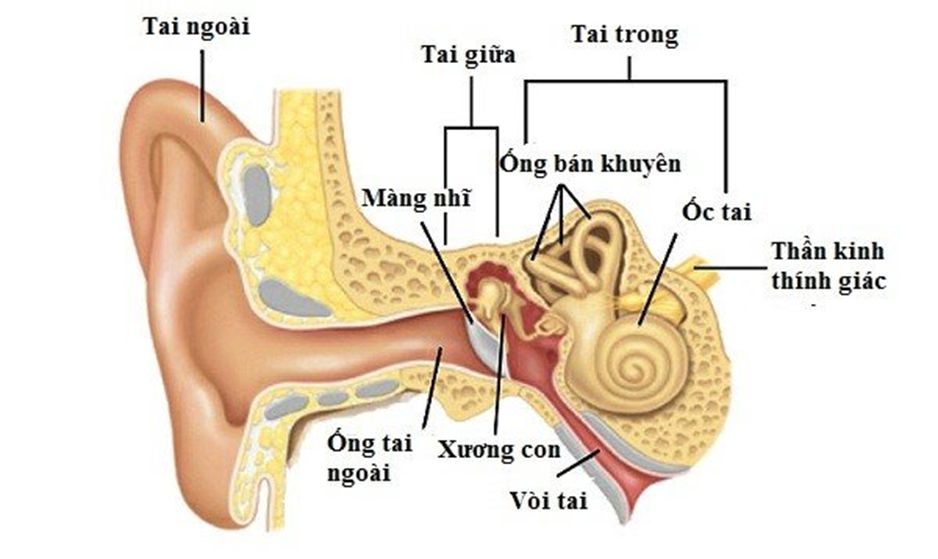 Tai ngoài
Tai giữa
Tai trong
Ống bán khuyên
Màng nhĩ
Ốc tai
Thần kinh
thính giác
Ống tai
ngoài
Xương con
Vòi tai